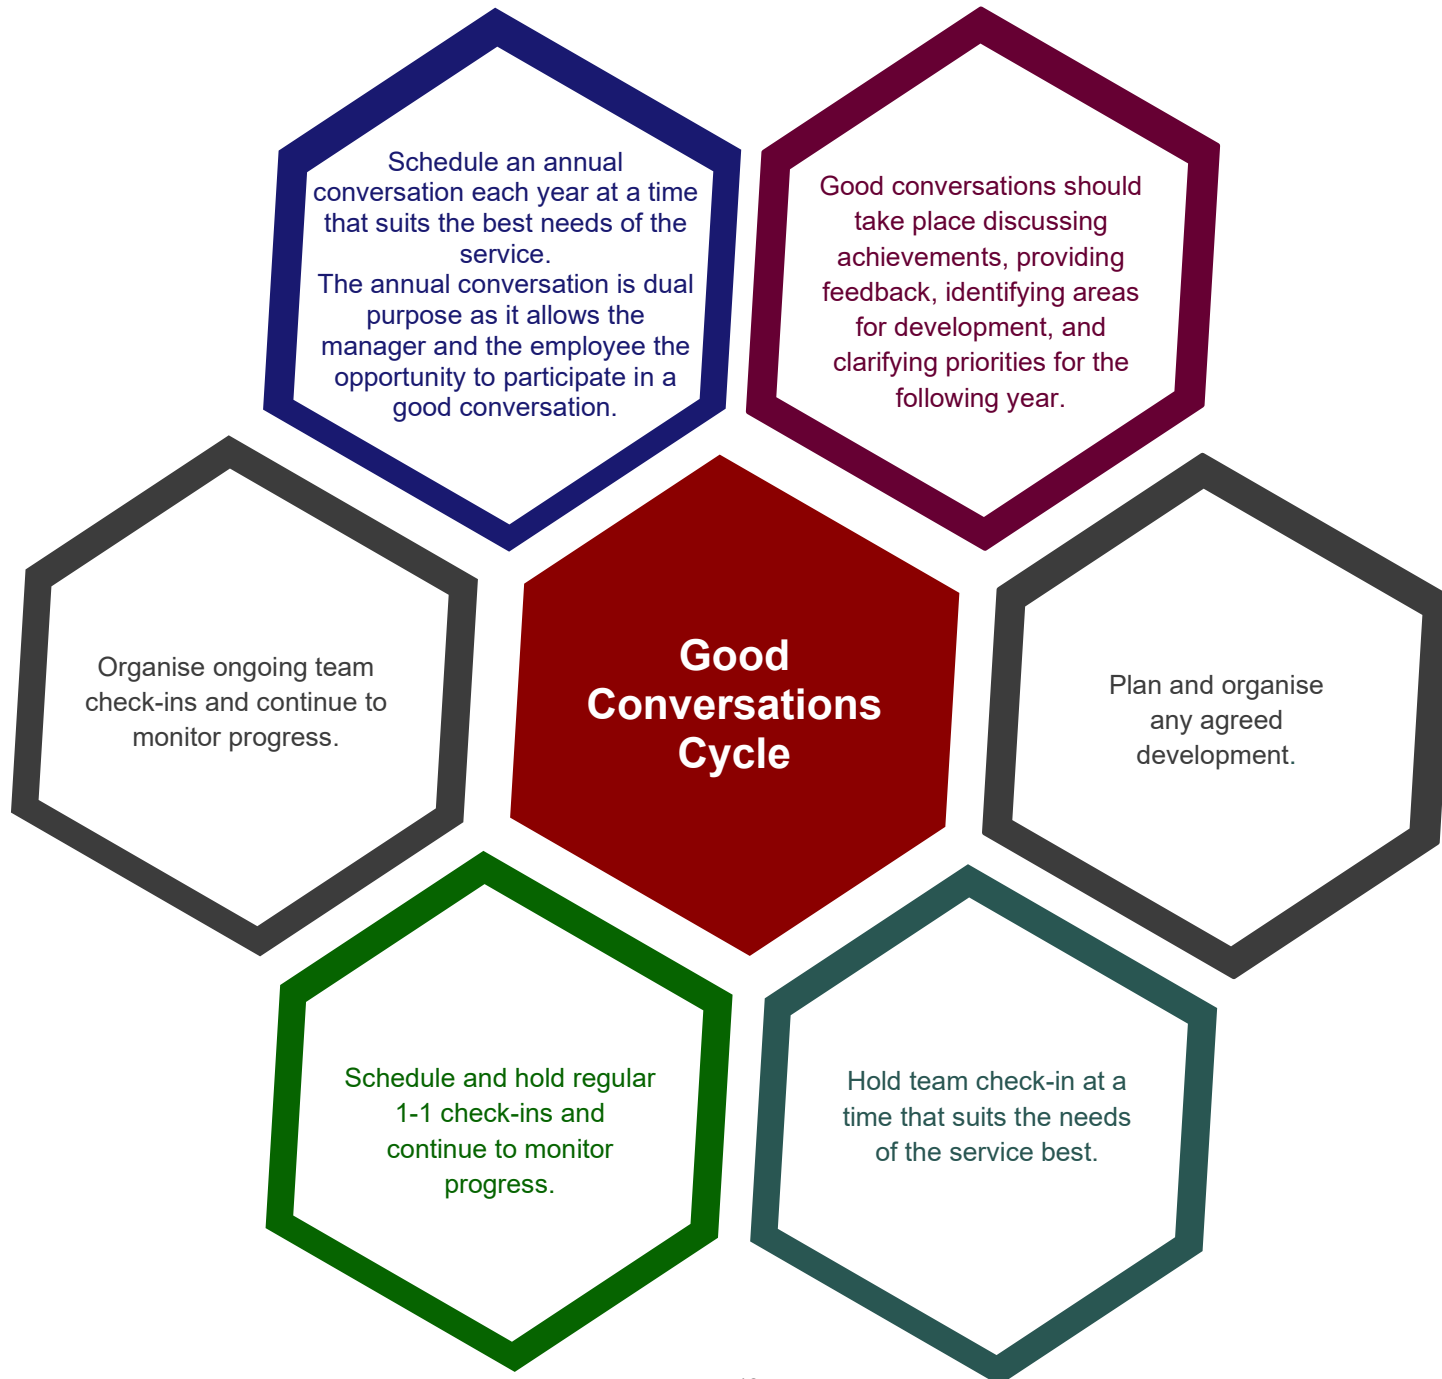 Schedule an annual
conversation each year at a time
that suits the best needs of the
service.
The annual conversation is dual
purpose as it allows the
manager and the employee the
opportunity to participate in a
good conversation.
Good conversations should
take place discussing
achievements, providing
feedback, identifying areas
for development, and
clarifying priorities for the
following year.
Organise ongoing team
check-ins and continue to
monitor progress.
Good
Conversations
Cycle
Plan and organise
any agreed
development.
Schedule and hold regular
1-1 check-ins and
continue to monitor
progress.
Hold team check-in at a
time that suits the needs
of the service best.